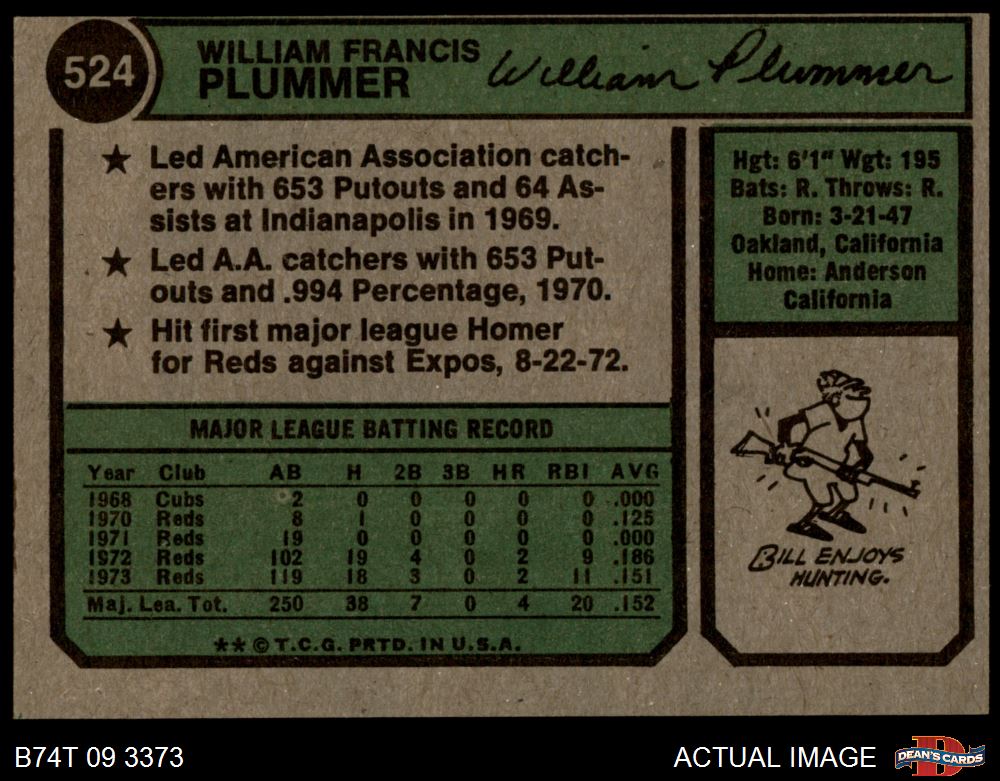 524
WILLIAM FRANCIS
PLUMMER
William Plummer
★ Led American Association catch-
ers with 653 Putouts and 64 As-
sists at Indianapolis in 1969.
★ Led A.A. catchers with 653 Put-
outs and .994 Percentage, 1970.
★ Hit first major league Homer
for Reds against Expos, 8-22-72.
Hgt: 6'1" Wgt: 195
Bats: R. Throws: R.
Born: 3-21-47
Oakland, California
Home: Anderson
California
MAJOR LEAGUE BATTING RECORD
Year Club AB H 2B 3B HR RBI AVG
1968 Cubs 2 0 0 0 0 0 .000
1970 Reds 8 1 0 0 0 0 .125
1971 Reds 19 0 0 0 0 0 .000
1972 Reds 102 19 4 0 2 9 .186
1973 Reds 119 18 3 0 2 11 .151
Maj. Lea. Tot. 250 38 7 0 4 20 .152
**© T.C.G. PRTD. IN U.S.A.
BILL ENJOYS
HUNTING.
B74T 09 3373
ACTUAL IMAGE
D
DEAN'S CARDS